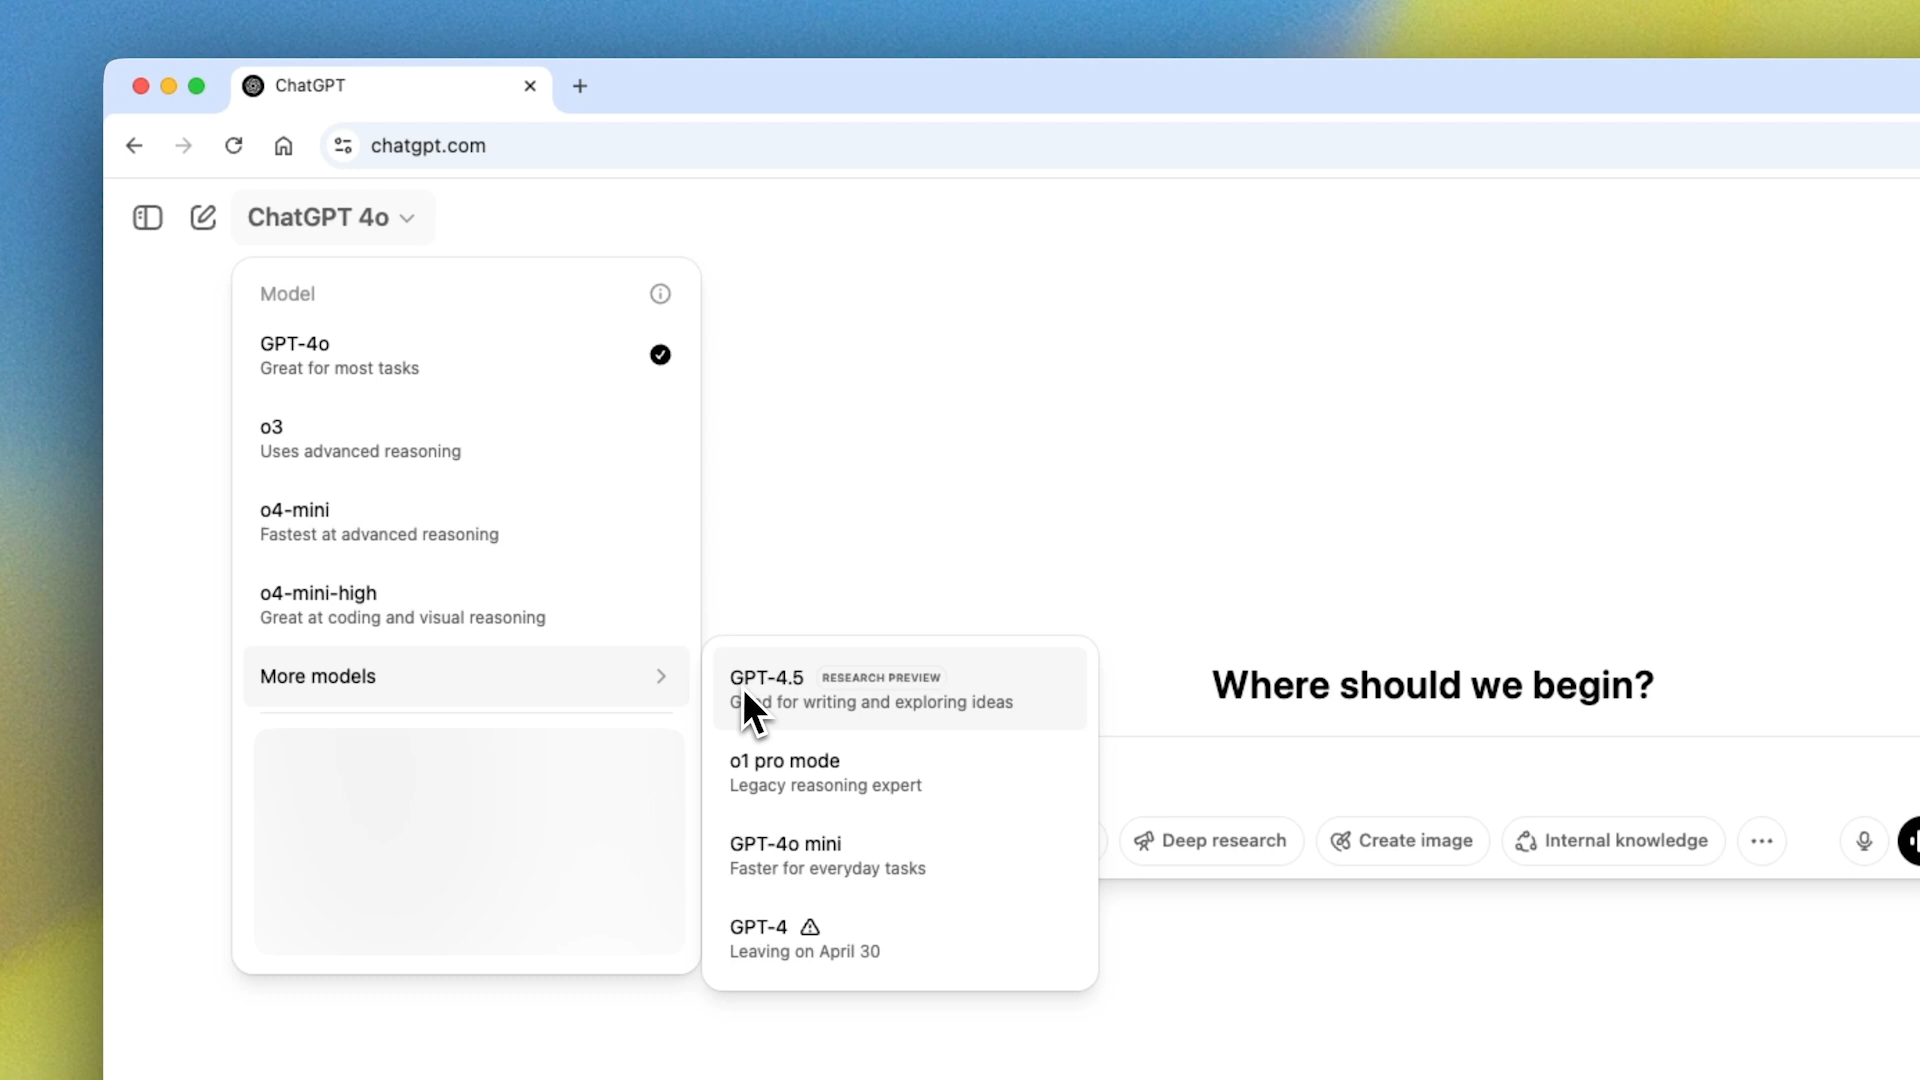 ChatGPT
chatgpt.com
ChatGPT 4o
Model
GPT-4o
Great for most tasks
o3
Uses advanced reasoning
o4-mini
Fastest at advanced reasoning
o4-mini-high
Great at coding and visual reasoning
More models
GPT-4.5 RESEARCH PREVIEW
Good for writing and exploring ideas
o1 pro mode
Legacy reasoning expert
GPT-4o mini
Faster for everyday tasks
GPT-4
Leaving on April 30
Where should we begin?
Deep research
Create image
Internal knowledge